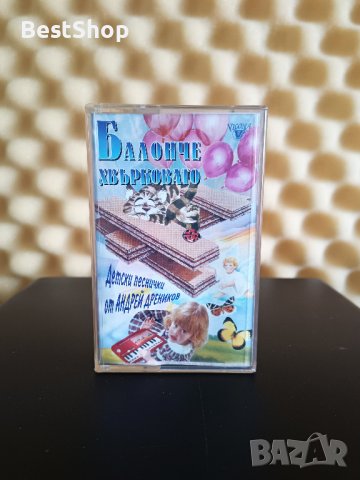 BestShop
БАЛОНЧЕ
ХВЪРКОВАТО
Детски песнички
от АНДРЕЙ ДРЕНИКОВ
BAZAR